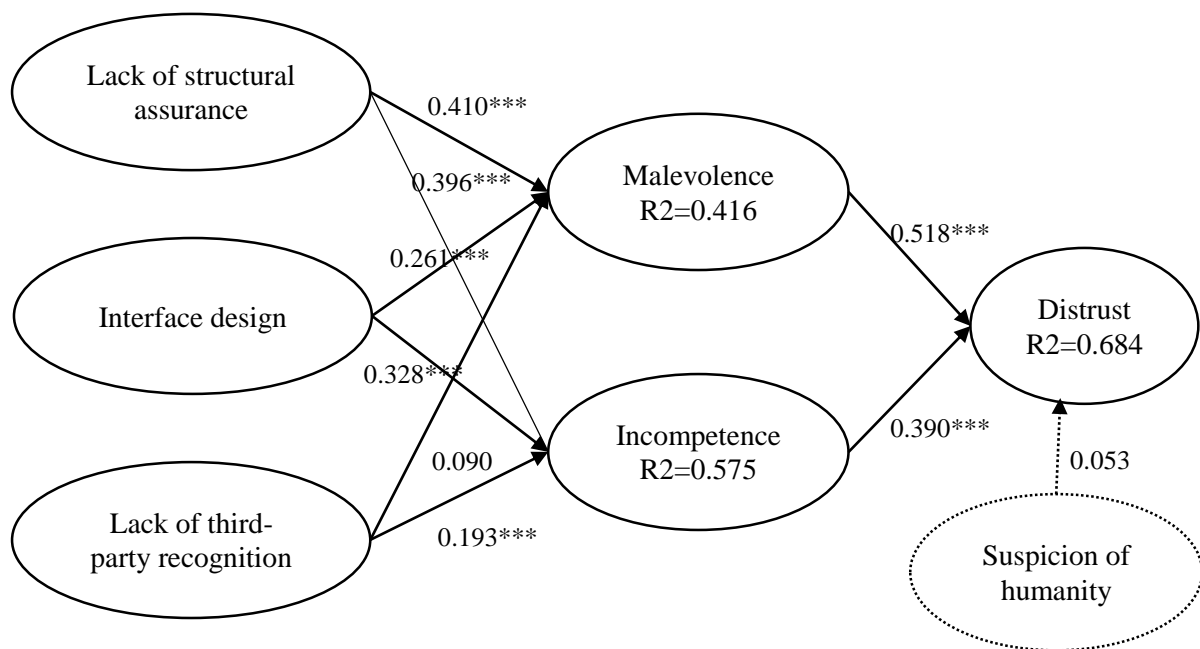 Lack of structural
assurance
0.410***
0.396***
Malevolence
R2=0.416
0.518***
0.261***
Interface design
Distrust
R2=0.684
0.328***
0.390***
Incompetence
R2=0.575
0.090
0.053
Lack of third-
party recognition
0.193***
Suspicion of
humanity